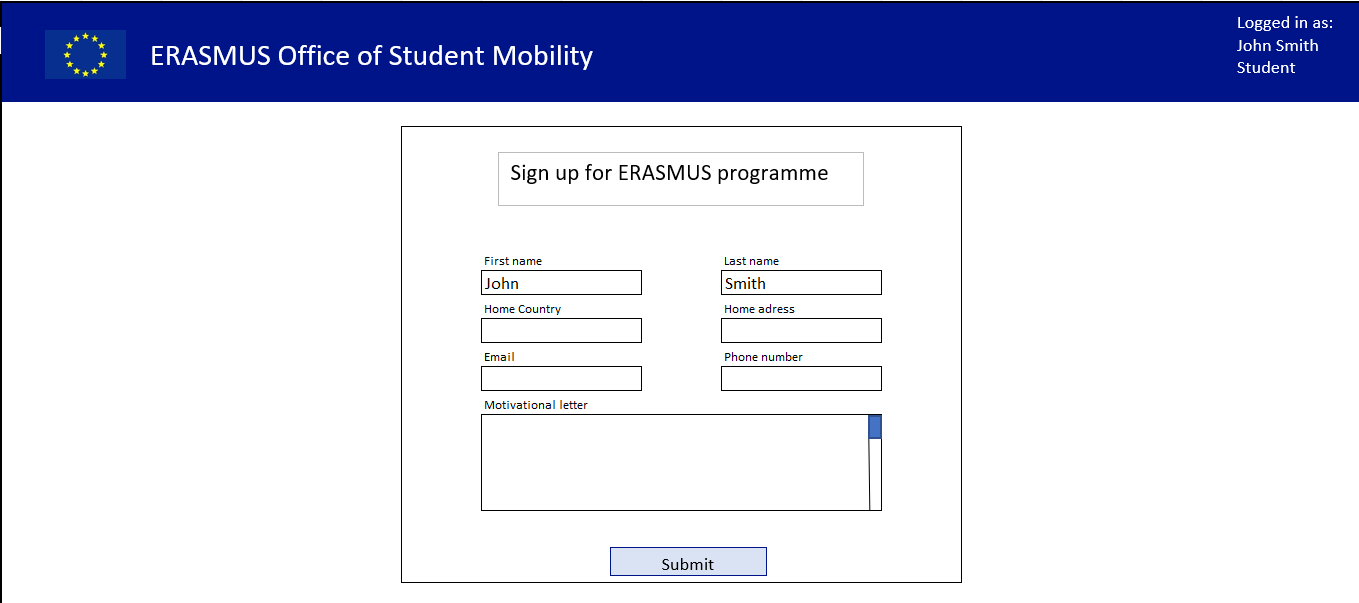 ERASMUS Office of Student Mobility
Logged in as:
John Smith
Student
Sign up for ERASMUS programme
First name
Last name
John
Smith
Home Country
Home adress
Email
Phone number
Motivational letter
Submit